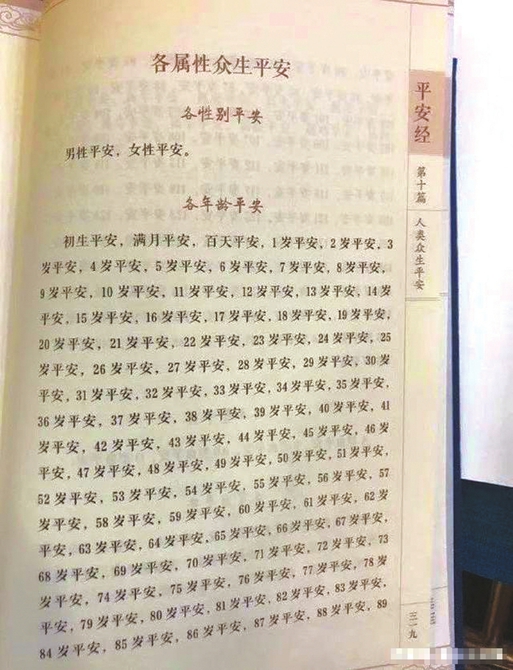 各属性众生平安
各性别平安
男性平安，女性平安。
各年龄平安
初生平安，满月平安，百天平安，1岁平安，2岁平安，3
岁平安，4岁平安，5岁平安，6岁平安，7岁平安，8岁平安，
9岁平安，10岁平安，11岁平安，12岁平安，13岁平安，14
岁平安，15岁平安，16岁平安，17岁平安，18岁平安，19岁平安，
20岁平安，21岁平安，22岁平安，23岁平安，24岁平安，25
岁平安，26岁平安，27岁平安，28岁平安，29岁平安，30岁
平安，31岁平安，32岁平安，33岁平安，34岁平安，35岁平安，
36岁平安，37岁平安，38岁平安，39岁平安，40岁平安，41
岁平安，42岁平安，43岁平安，44岁平安，45岁平安，46岁
平安，47岁平安，48岁平安，49岁平安，50岁平安，51岁平安，
52岁平安，53岁平安，54岁平安，55岁平安，56岁平安，57
岁平安，58岁平安，59岁平安，60岁平安，61岁平安，62岁
平安，63岁平安，64岁平安，65岁平安，66岁平安，67岁平安，
68岁平安，69岁平安，70岁平安，71岁平安，72岁平安，73
岁平安，74岁平安，75岁平安，76岁平安，77岁平安，78岁
平安，79岁平安，80岁平安，81岁平安，82岁平安，83岁平安，
84岁平安，85岁平安，86岁平安，87岁平安，88岁平安，89
平安经
第十篇 人类众生平安
三一九